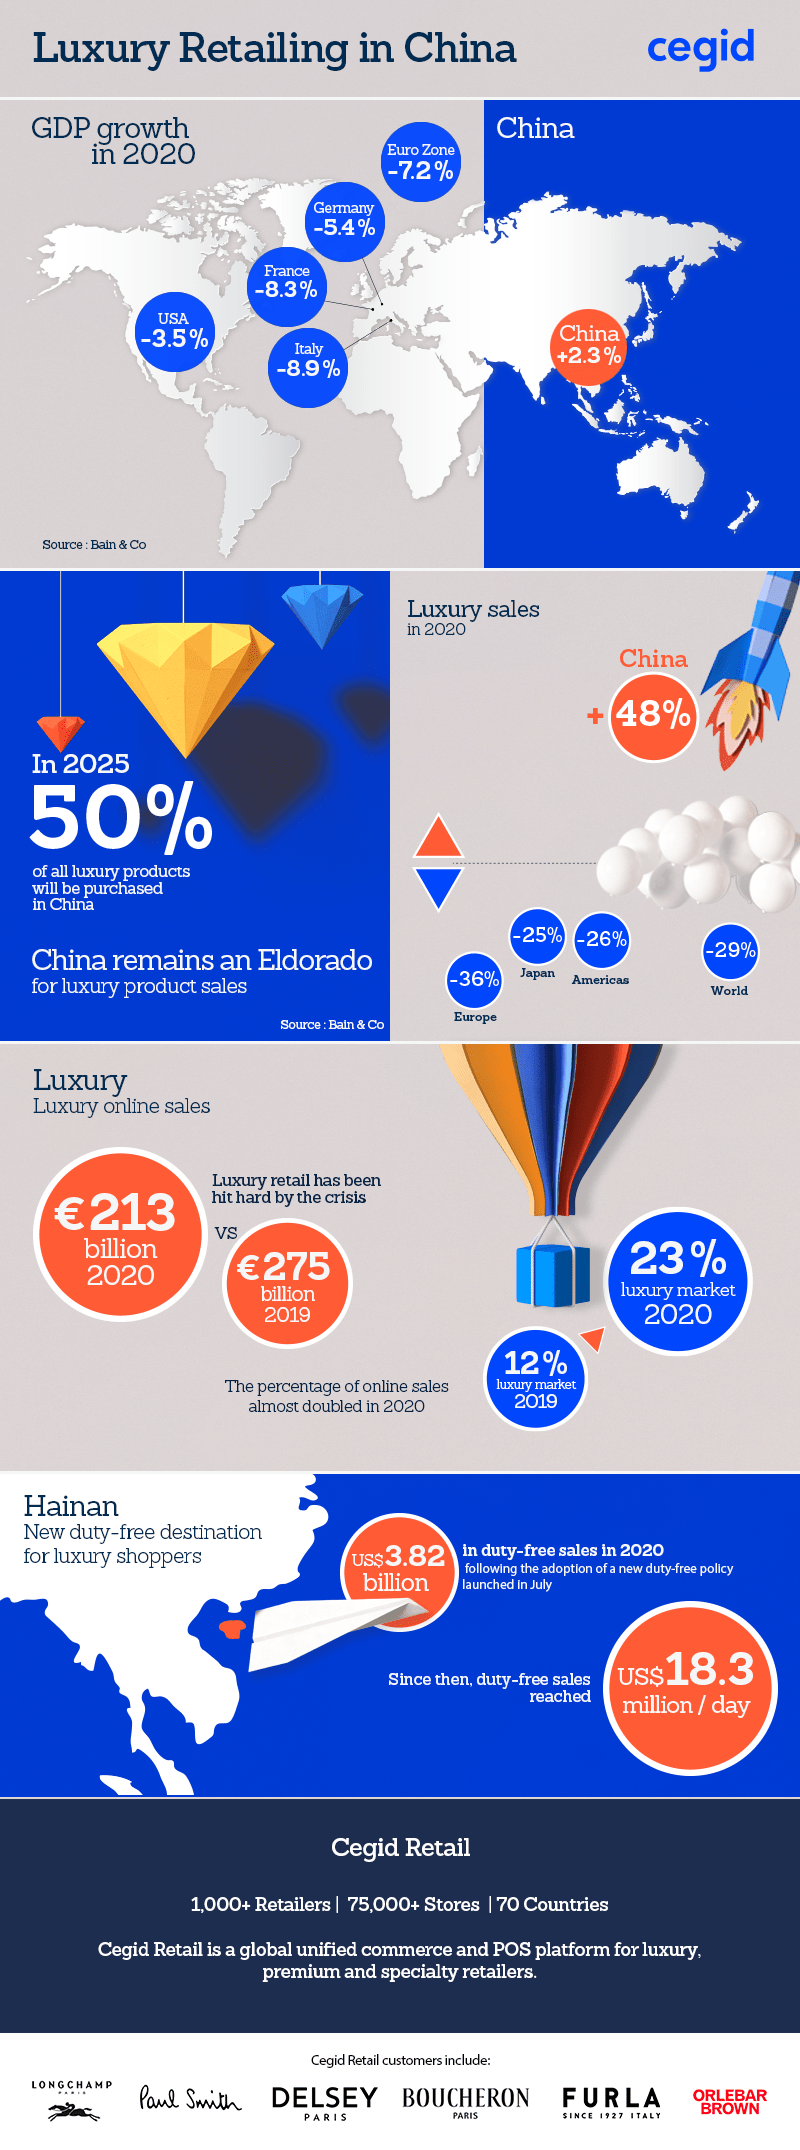 Luxury Retailing in China
cegid
GDP growth
in 2020
China
Euro Zone
-7.2%
Germany
-5.4%
France
-8.3%
USA
-3.5%
Italy
-8.9%
China
+2.3%
Source : Bain & Co
In 2025
50%
of all luxury products
will be purchased
in China
China remains an Eldorado
for luxury product sales
Source : Bain & Co
Luxury sales
in 2020
China
+ 48%
-36%
Europe
-25%
Japan
-26%
Americas
-29%
World
Luxury
Luxury online sales
€213
billion
2020
Luxury retail has been
hit hard by the crisis
VS
€275
billion
2019
The percentage of online sales
almost doubled in 2020
12%
luxury market
2019
23%
luxury market
2020
Hainan
New duty-free destination
for luxury shoppers
US$3.82
billion
in duty-free sales in 2020
following the adoption of a new duty-free policy
launched in July
Since then, duty-free sales
reached
US$18.3
million / day
Cegid Retail
1,000+ Retailers | 75,000+ Stores | 70 Countries
Cegid Retail is a global unified commerce and POS platform for luxury,
premium and specialty retailers.
Cegid Retail customers include:
LONGCHAMP
PARIS
Paul Smith
DELSEY
PARIS
BOUCHERON
PARIS
FURLA
SINCE 1927 ITALY
ORLEBAR
BROWN